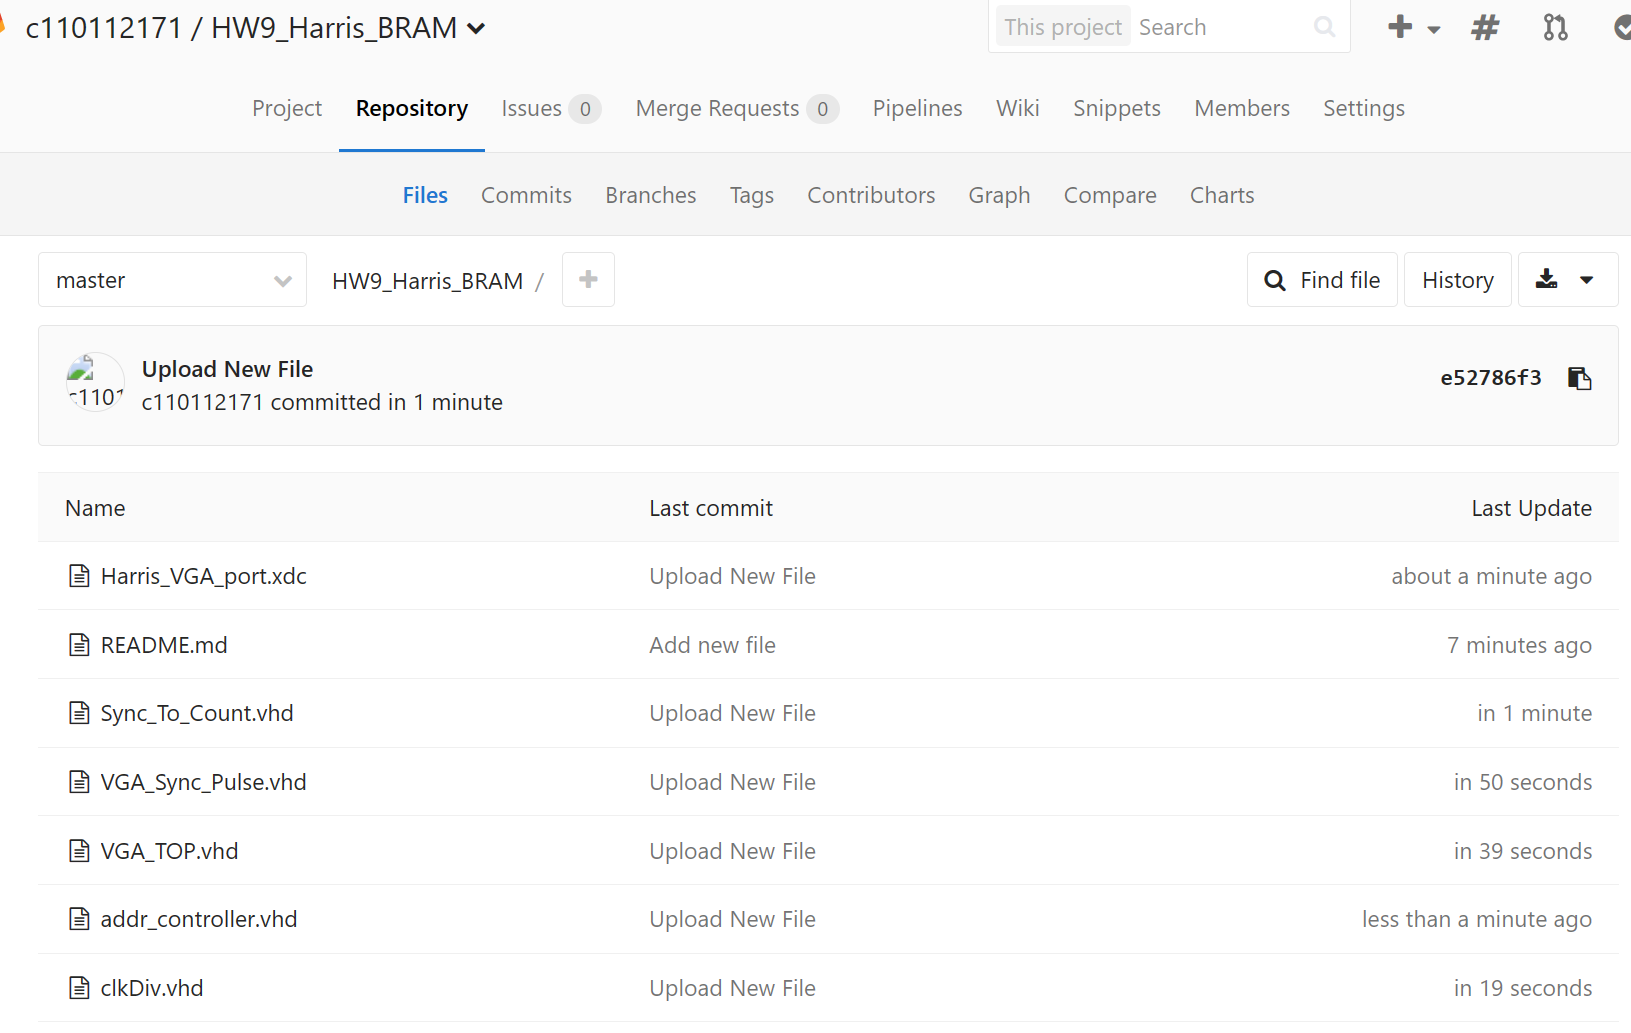 c110112171 / HW9_Harris_BRAM
This project Search
Project Repository Issues 0 Merge Requests 0 Pipelines Wiki Snippets Members Settings
Files Commits Branches Tags Contributors Graph Compare Charts
master HW9_Harris_BRAM / Find file History
Upload New File
c110112171 committed in 1 minute
e52786f3
Name Last commit Last Update
Harris_VGA_port.xdc Upload New File about a minute ago
README.md Add new file 7 minutes ago
Sync_To_Count.vhd Upload New File in 1 minute
VGA_Sync_Pulse.vhd Upload New File in 50 seconds
VGA_TOP.vhd Upload New File in 39 seconds
addr_controller.vhd Upload New File less than a minute ago
clkDiv.vhd Upload New File in 19 seconds